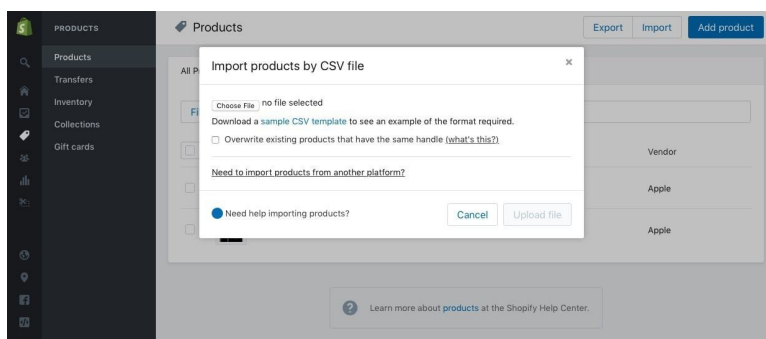 PRODUCTS
Products
Transfers
Inventory
Collections
Gift cards
Products
Export
Import
Add product
All P
Import products by CSV file
×
Choose File no file selected
Download a sample CSV template to see an example of the format required.
Overwrite existing products that have the same handle (what's this?)
Need to import products from another platform?
Need help importing products?
Cancel
Upload file
Fi
Vendor
Apple
Apple
? Learn more about products at the Shopify Help Center.